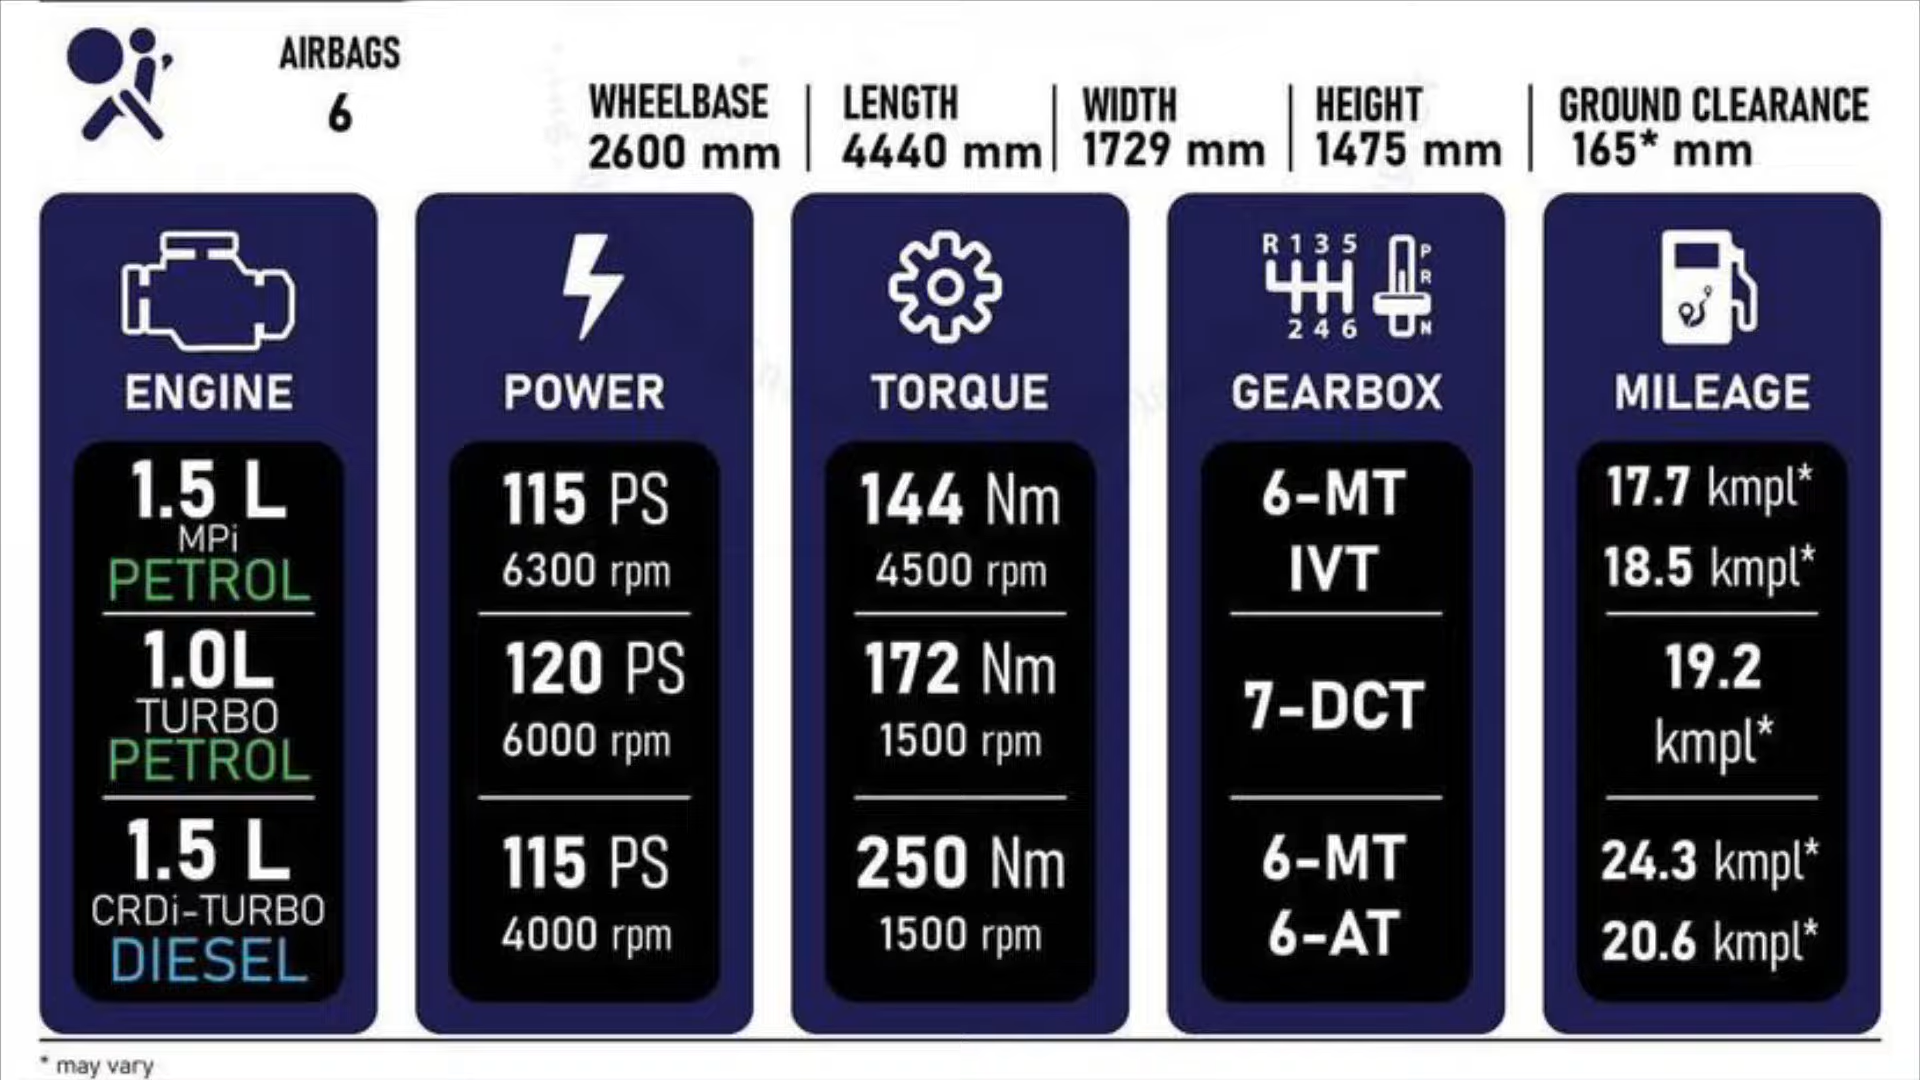 AIRBAGS
6
WHEELBASE
2600 mm
LENGTH
4440 mm
WIDTH
1729 mm
HEIGHT
1475 mm
GROUND CLEARANCE
165* mm
ENGINE
1.5 L
MPi
PETROL
1.0L
TURBO
PETROL
1.5 L
CRDi-TURBO
DIESEL
POWER
115 PS
6300 rpm
120 PS
6000 rpm
115 PS
4000 rpm
TORQUE
144 Nm
4500 rpm
172 Nm
1500 rpm
250 Nm
1500 rpm
R 1 3 5
2 4 6
P
R
N
GEARBOX
6-MT
IVT
7-DCT
6-MT
6-AT
MILEAGE
17.7 kmpl*
18.5 kmpl*
19.2
kmpl*
24.3 kmpl*
20.6 kmpl*
* may vary